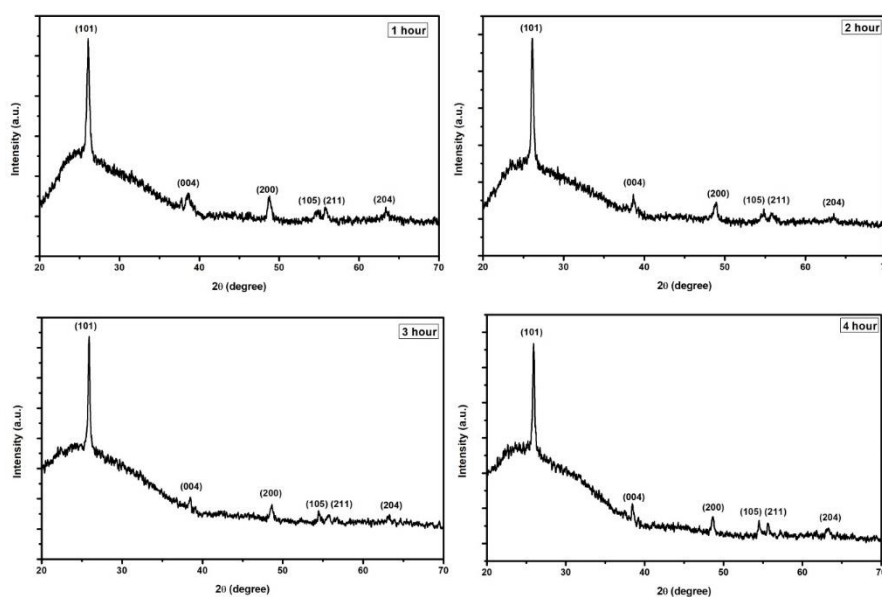 1 hour
(101)
(004)
(200)
(105) (211)
(204)
Intensity (a.u.)
20 30 40 50 60 70
2θ (degree)
2 hour
(101)
(004)
(200)
(105) (211)
(204)
Intensity (a.u.)
20 30 40 50 60 70
2θ (degree)
3 hour
(101)
(004)
(200)
(105) (211)
(204)
Intensity (a.u.)
20 30 40 50 60 70
2θ (degree)
4 hour
(101)
(004)
(200)
(105) (211)
(204)
Intensity (a.u.)
20 30 40 50 60 70
2θ (degree)